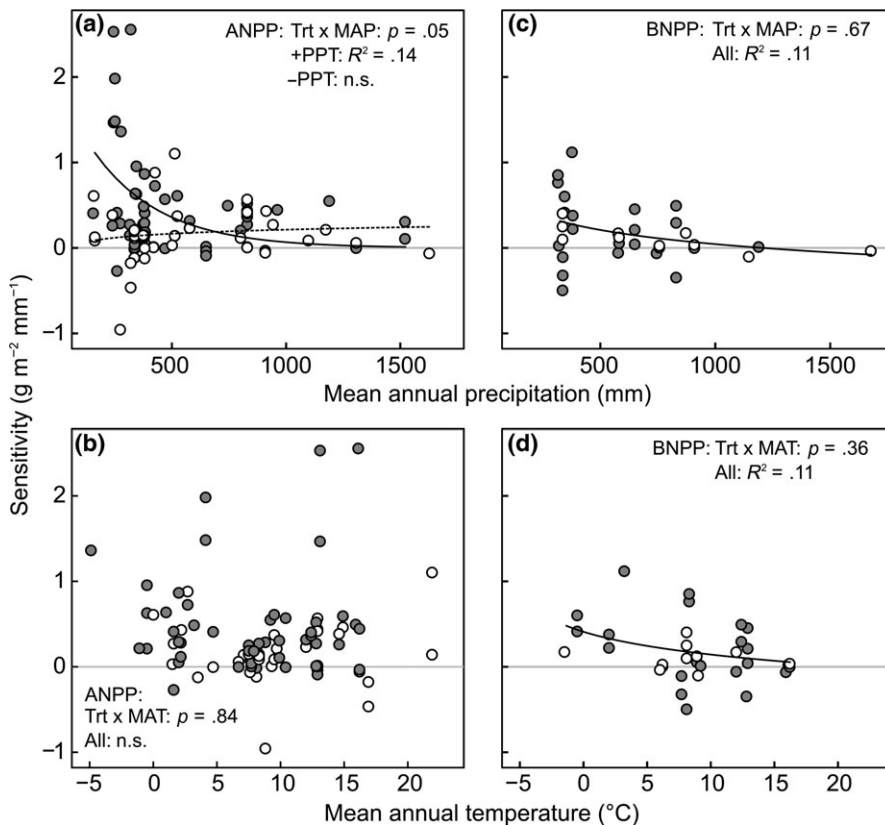 (a)
ANPP: Trt x MAP: p = .05
+PPT: R² = .14
−PPT: n.s.
(c)
BNPP: Trt x MAP: p = .67
All: R² = .11
2
1
0
−1
500
1000
1500
500
1000
1500
Mean annual precipitation (mm)
Sensitivity (g m⁻² mm⁻¹)
(b)
ANPP:
Trt x MAT: p = .84
All: n.s.
(d)
BNPP: Trt x MAT: p = .36
All: R² = .11
2
1
0
−1
−5
0
5
10
15
20
−5
0
5
10
15
20
Mean annual temperature (°C)